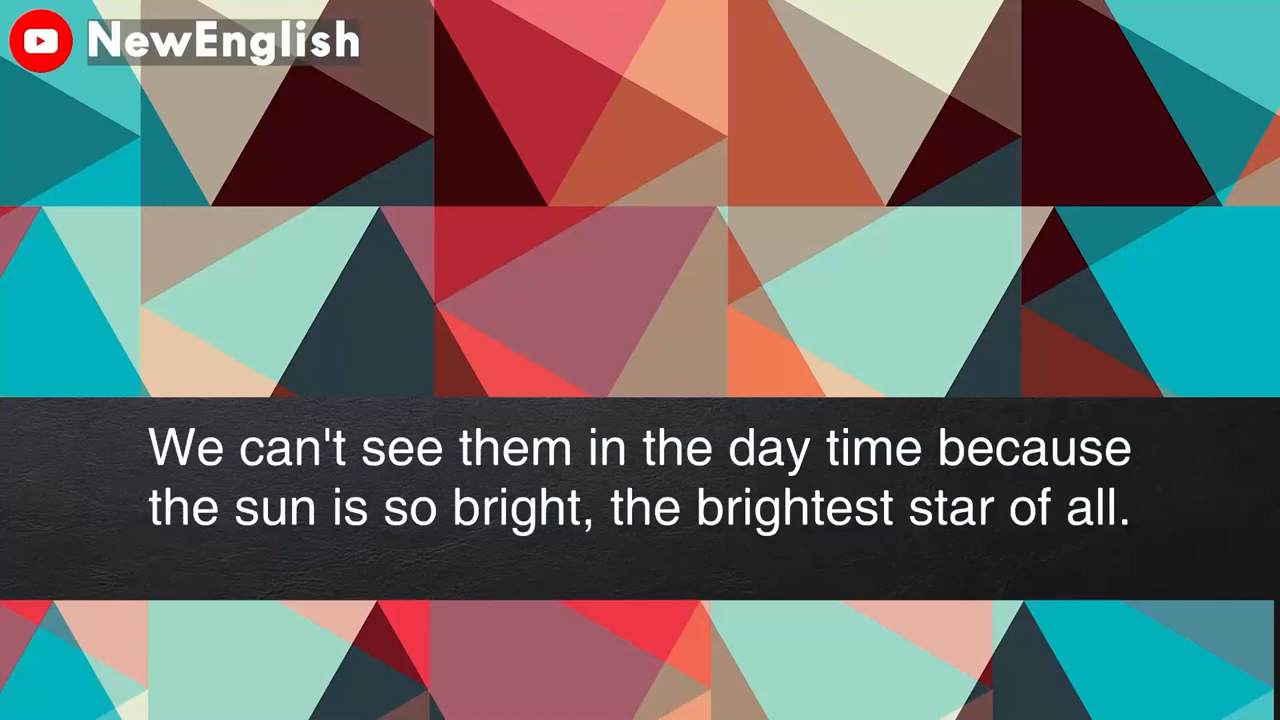 NewEnglish
We can't see them in the day time because
the sun is so bright, the brightest star of all.